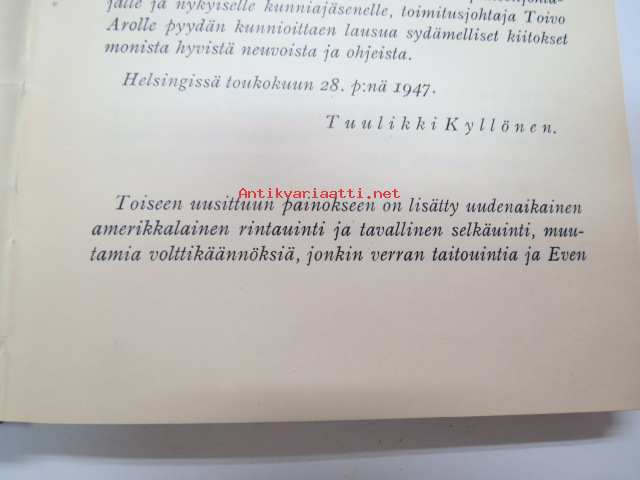 jälle ja nykyiselle kunniajäsenelle, toimitusjohtaja Toivo
Arolle pyydän kunnioittaen lausua sydämelliset kiitokset
monista hyvistä neuvoista ja ohjeista.
Helsingissä toukokuun 28. p:nä 1947.
Tuulikki Kyllönen.
Antikvariaatti.net
Toiseen uusittuun painokseen on lisätty uudenaikainen
amerikkalainen rintauinti ja tavallinen selkäuinti, muu-
tamia volttikäännöksiä, jonkin verran taitouintia ja Even